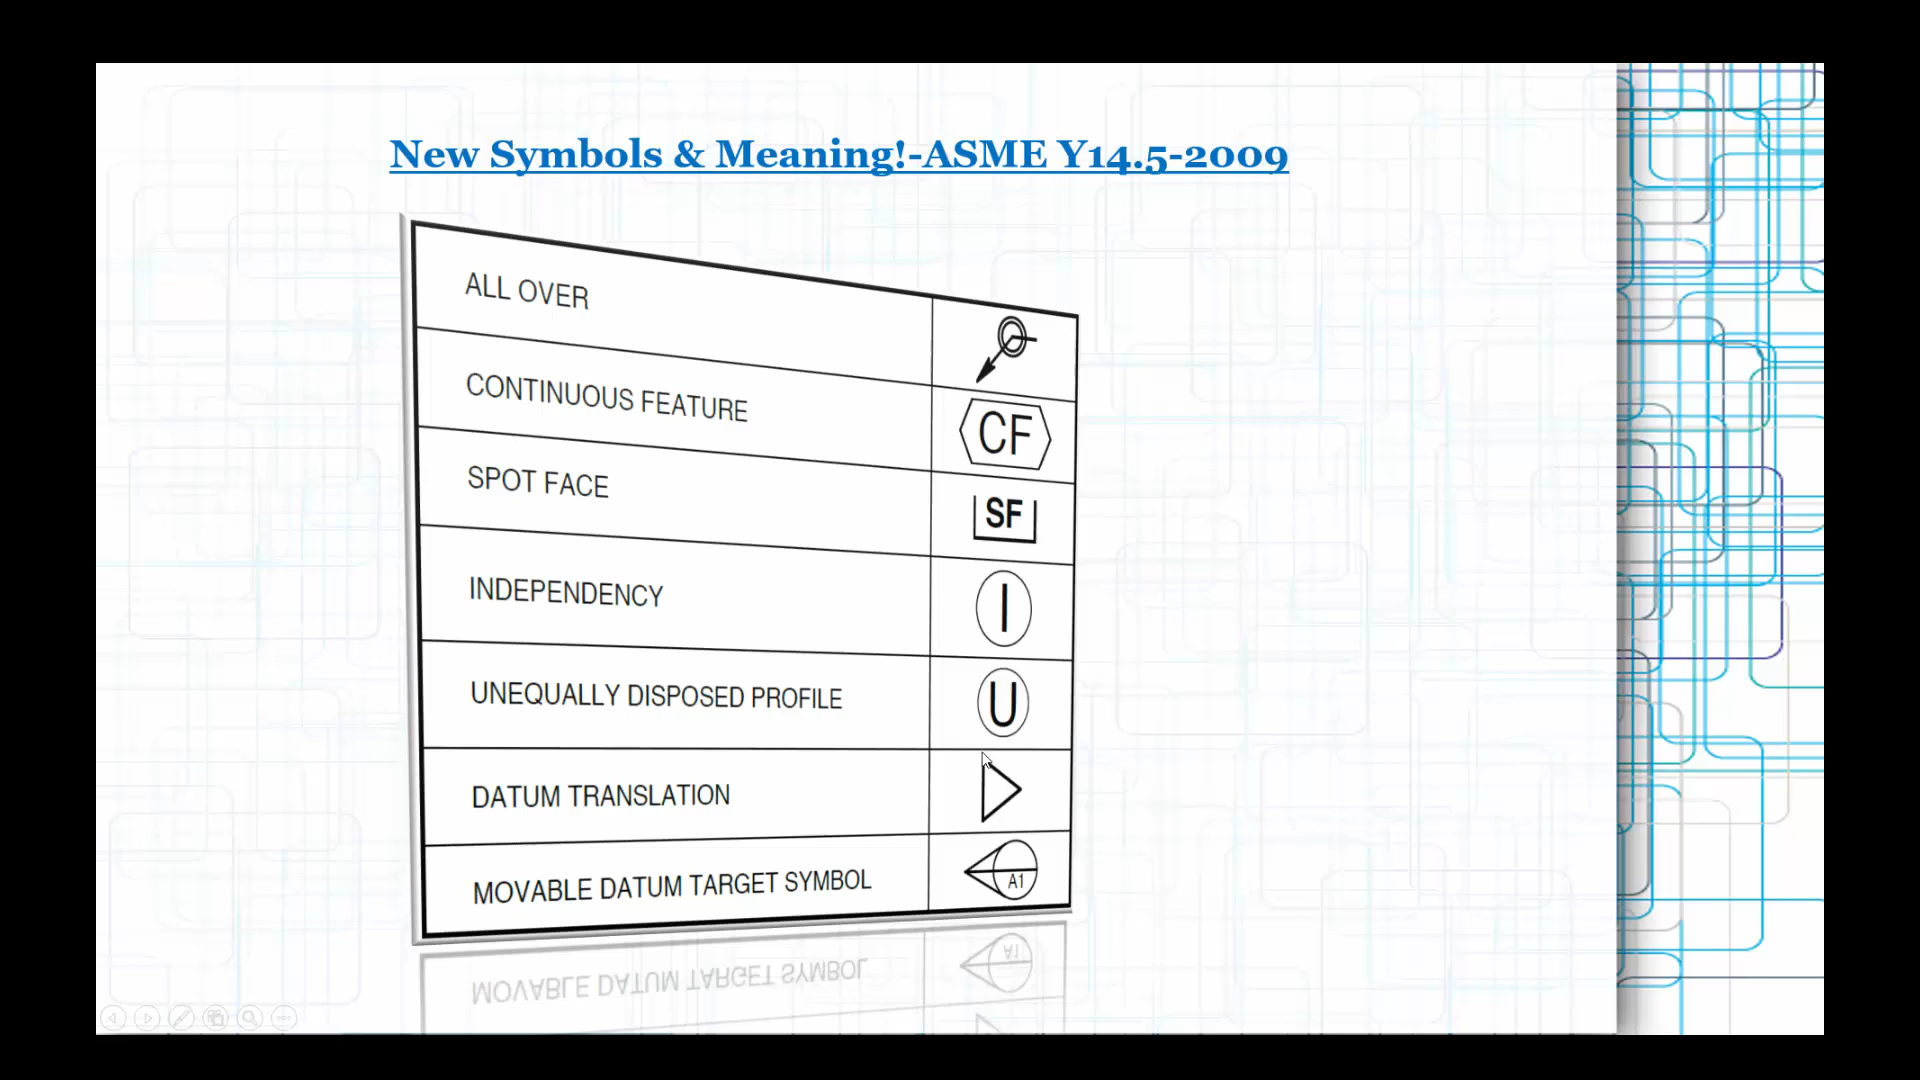 New Symbols & Meaning!-ASME Y14.5-2009
ALL OVER
CONTINUOUS FEATURE
CF
SPOT FACE
SF
INDEPENDENCY
I
UNEQUALLY DISPOSED PROFILE
U
DATUM TRANSLATION
MOVABLE DATUM TARGET SYMBOL
A1